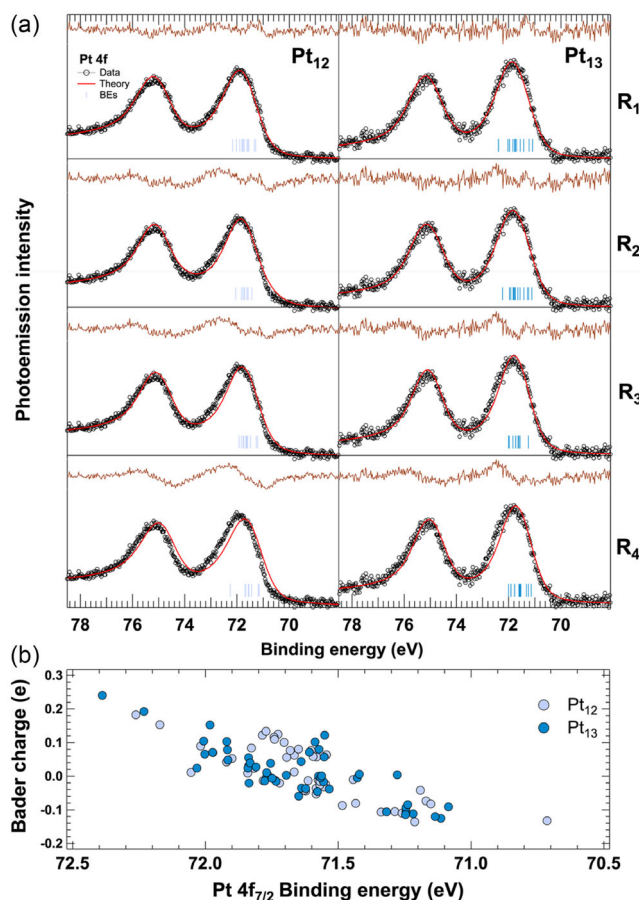 (a)
Pt 4f
Data
Theory
BEs
Pt12
Pt13
R1
R2
R3
R4
Photoemission intensity
78 76 74 72 70 78 76 74 72 70
Binding energy (eV)
(b)
Bader charge (e)
0.3
0.2
0.1
0.0
-0.1
-0.2
Pt12
Pt13
72.5 72.0 71.5 71.0 70.5
Pt 4f7/2 Binding energy (eV)